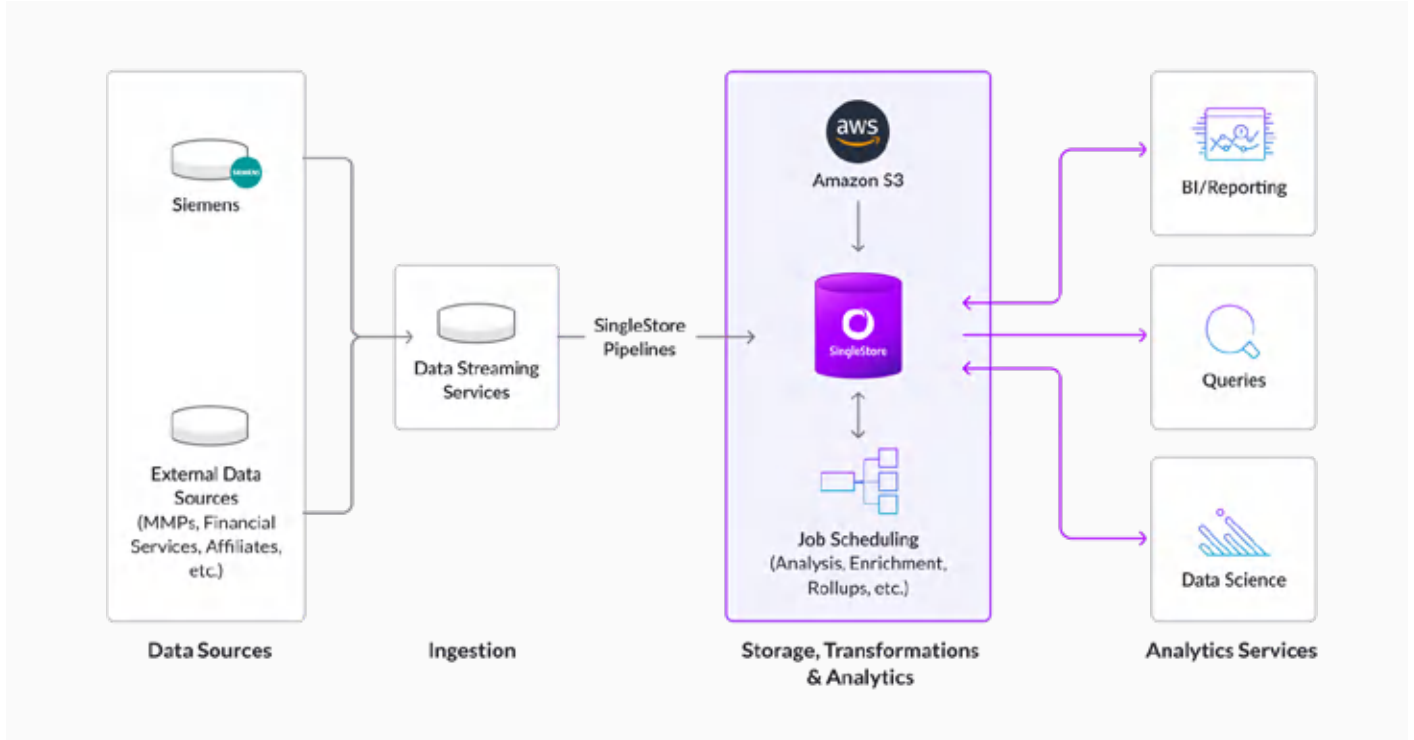 SIEMENS
Siemens
External Data
Sources
(MMPs, Financial
Services, Affiliates,
etc.)
Data Sources
Data Streaming
Services
Ingestion
SingleStore
Pipelines
aws
Amazon S3
SingleStore
Job Scheduling
(Analysis, Enrichment,
Rollups, etc.)
Storage, Transformations
& Analytics
BI/Reporting
Queries
Data Science
Analytics Services